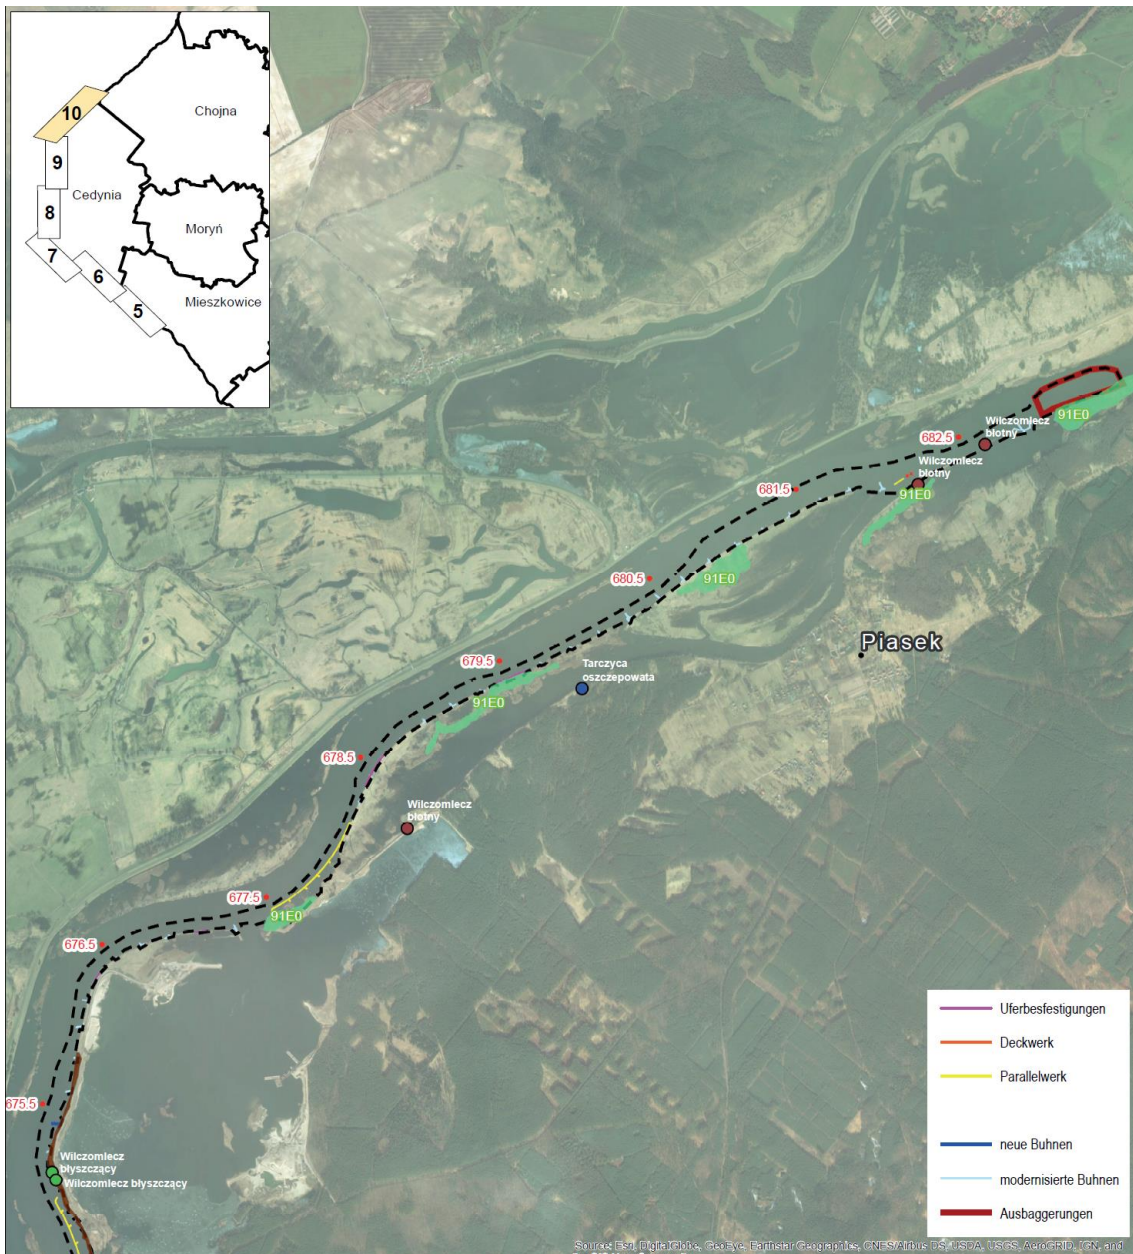 10
Chojna
9
Cedynia
8
Moryń
7
6
Mieszkowice
5
91E0
Wilczomlecz
błotny
682.5
Wilczomlecz
błotny
91E0
681.5
680.5
91E0
Piasek
679.5
Tarczyca
oszczepowata
91E0
678.5
Wilczomlecz
błotny
677.5
91E0
676.5
675.5
Wilczomlecz
błyszczący
Wilczomlecz błyszczący
Uferbesfestigungen
Deckwerk
Parallelwerk
neue Buhnen
modernisierte Buhnen
Ausbaggerungen
Source: Esri, DigitalGlobe, GeoEye, Earthstar Geographics, CNES/Airbus DS, USDA, USGS, AeroGRID, IGN, and